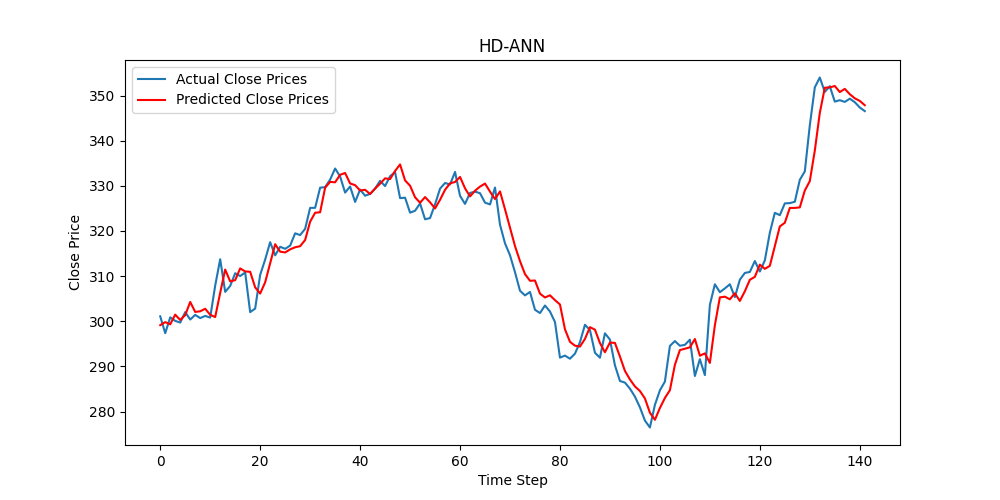 HD-ANN
Actual Close Prices
Predicted Close Prices
Close Price
350
340
330
320
310
300
290
280
0 20 40 60 80 100 120 140
Time Step